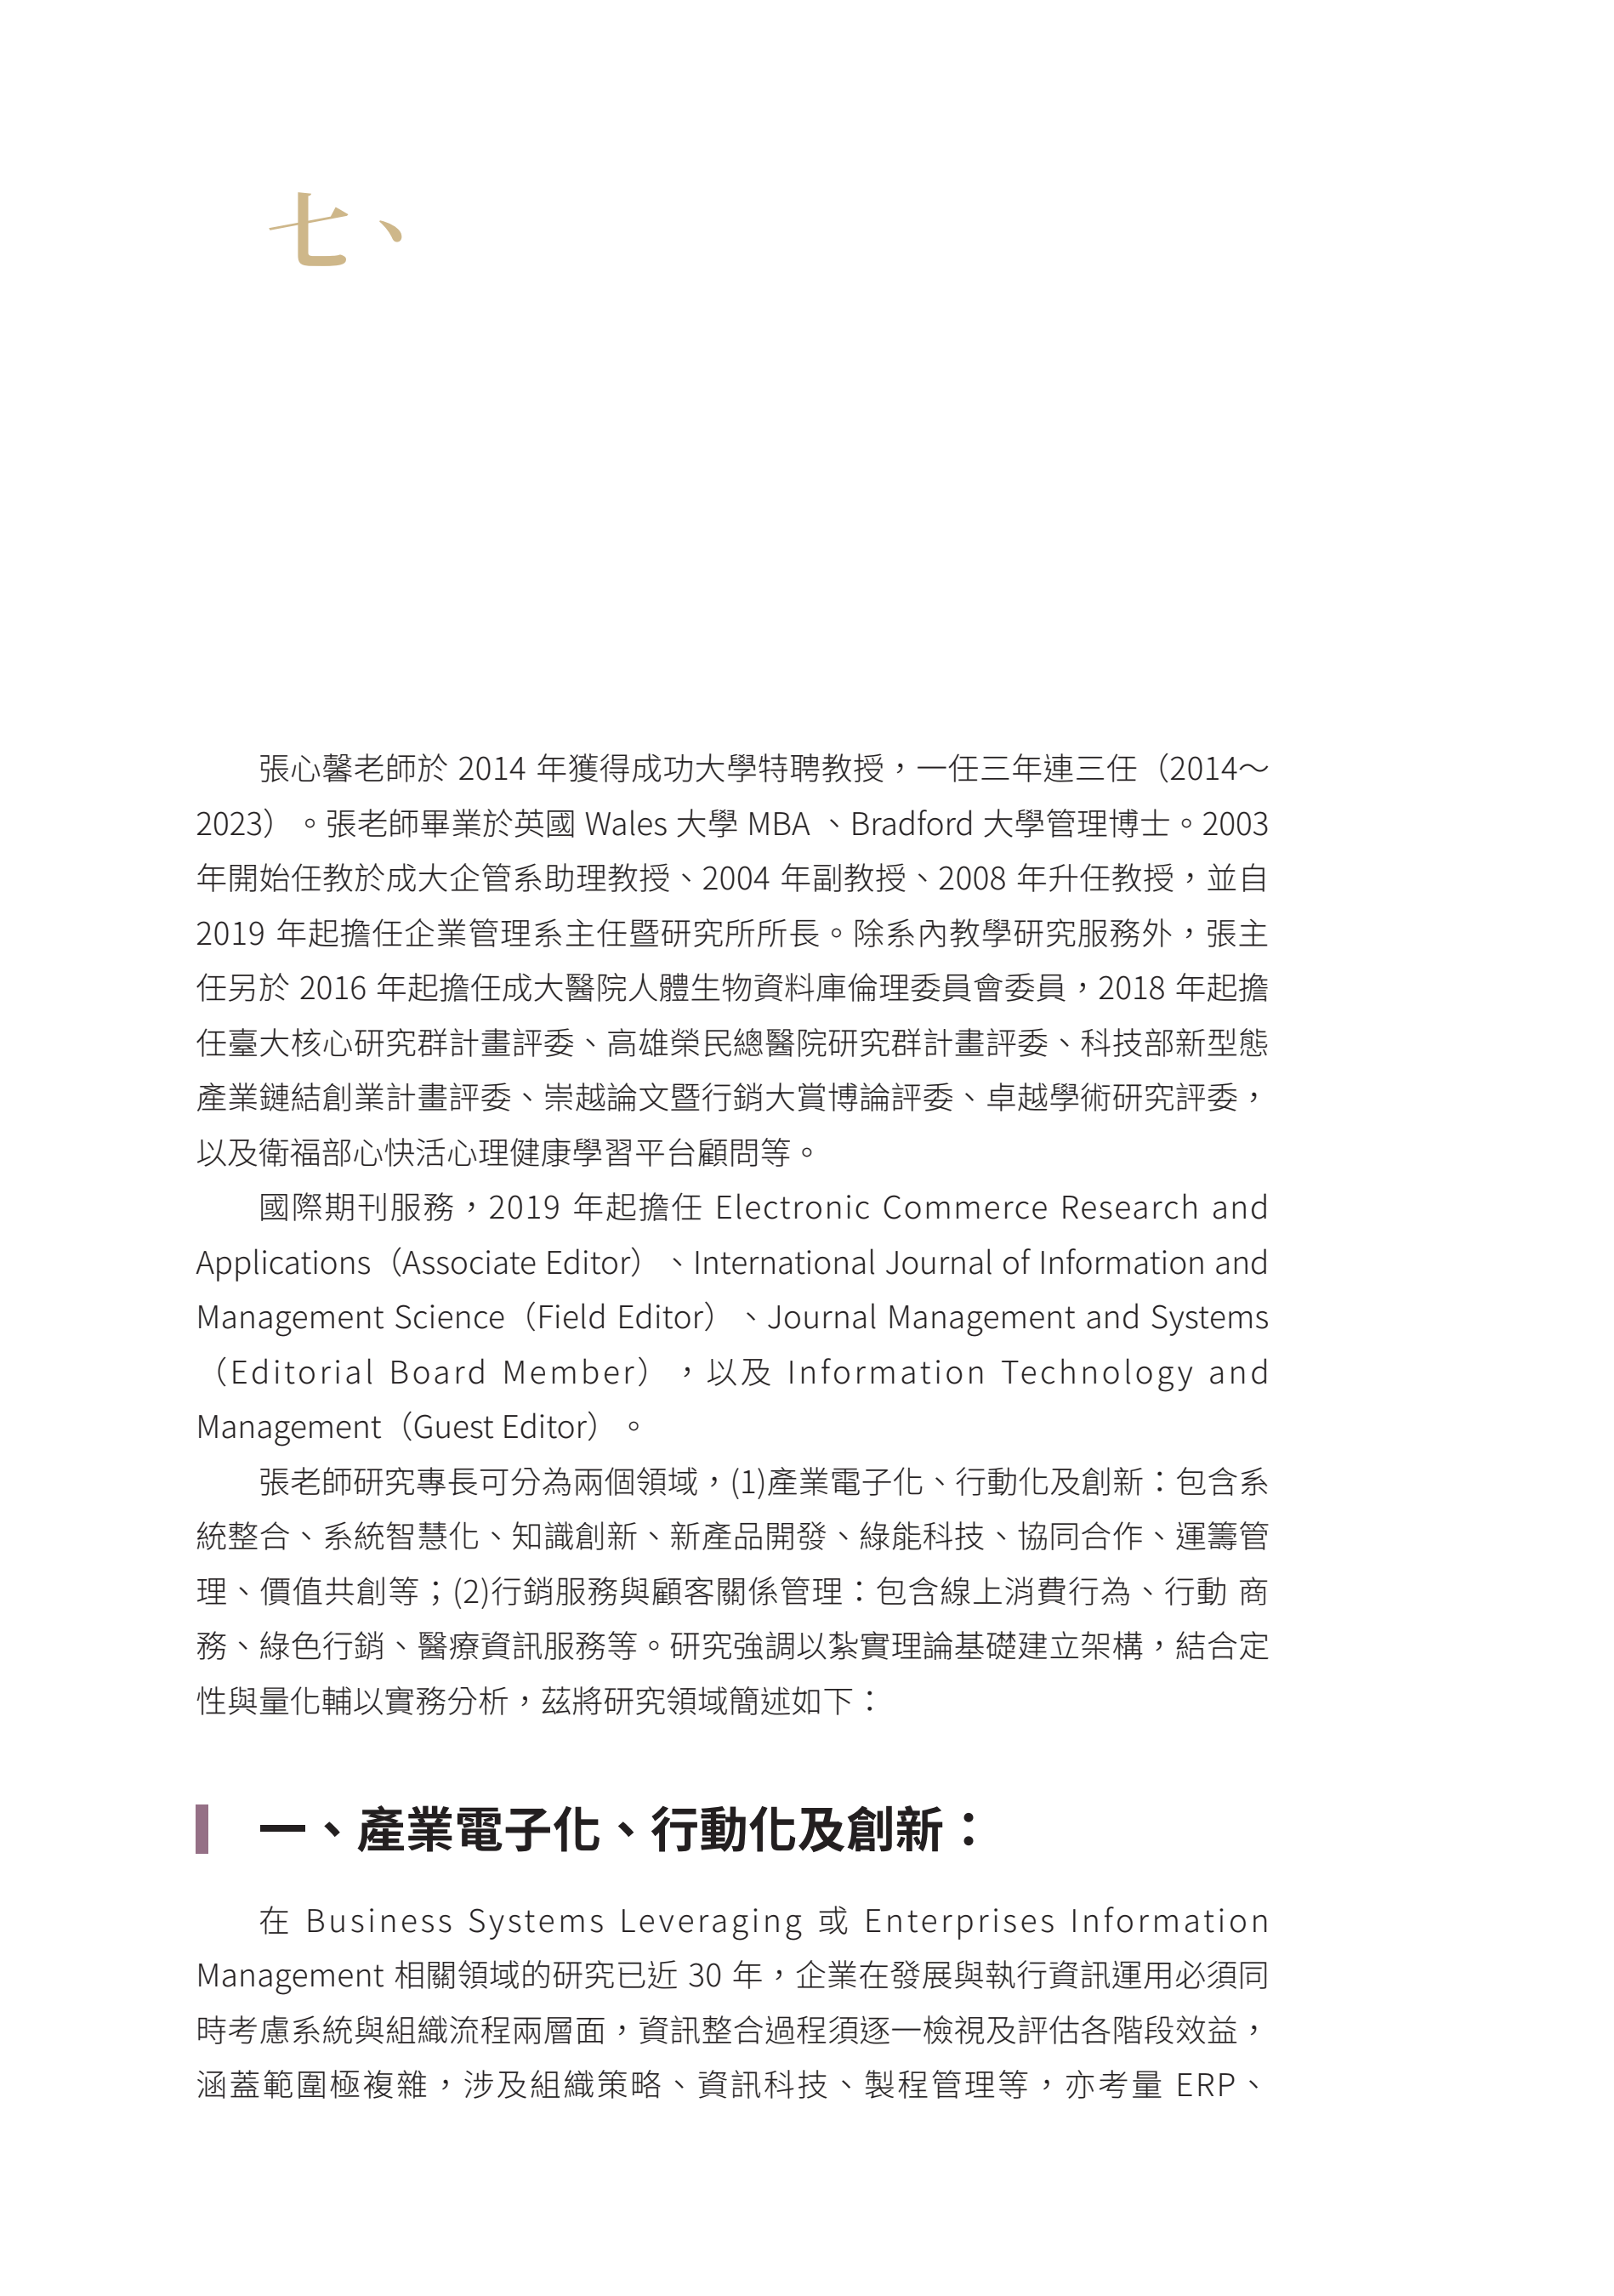 七、
張心馨老師於 2014 年獲得成功大學特聘教授，一任三年連三任（2014～
2023）。張老師畢業於英國 Wales 大學 MBA 、Bradford 大學管理博士。2003
年開始任教於成大企管系助理教授、2004 年副教授、2008 年升任教授，並自
2019 年起擔任企業管理系主任暨研究所所長。除系內教學研究服務外，張主
任另於 2016 年起擔任成大醫院人體生物資料庫倫理委員會委員，2018 年起擔
任臺大核心研究群計畫評委、高雄榮民總醫院研究群計畫評委、科技部新型態
產業鏈結創業計畫評委、崇越論文暨行銷大賞博論評委、卓越學術研究評委，
以及衛福部心快活心理健康學習平台顧問等。
國際期刊服務，2019 年起擔任 Electronic Commerce Research and
Applications（Associate Editor）、International Journal of Information and
Management Science（Field Editor）、Journal Management and Systems
（Editorial Board Member），以及 Information Technology and
Management（Guest Editor）。
張老師研究專長可分為兩個領域，(1)產業電子化、行動化及創新：包含系
統整合、系統智慧化、知識創新、新產品開發、綠能科技、協同合作、運籌管
理、價值共創等；(2)行銷服務與顧客關係管理：包含線上消費行為、行動 商
務、綠色行銷、醫療資訊服務等。研究強調以紮實理論基礎建立架構，結合定
性與量化輔以實務分析，茲將研究領域簡述如下：
一、產業電子化、行動化及創新：
在 Business Systems Leveraging 或 Enterprises Information
Management 相關領域的研究已近 30 年，企業在發展與執行資訊運用必須同
時考慮系統與組織流程兩層面，資訊整合過程須逐一檢視及評估各階段效益，
涵蓋範圍極複雜，涉及組織策略、資訊科技、製程管理等，亦考量 ERP、